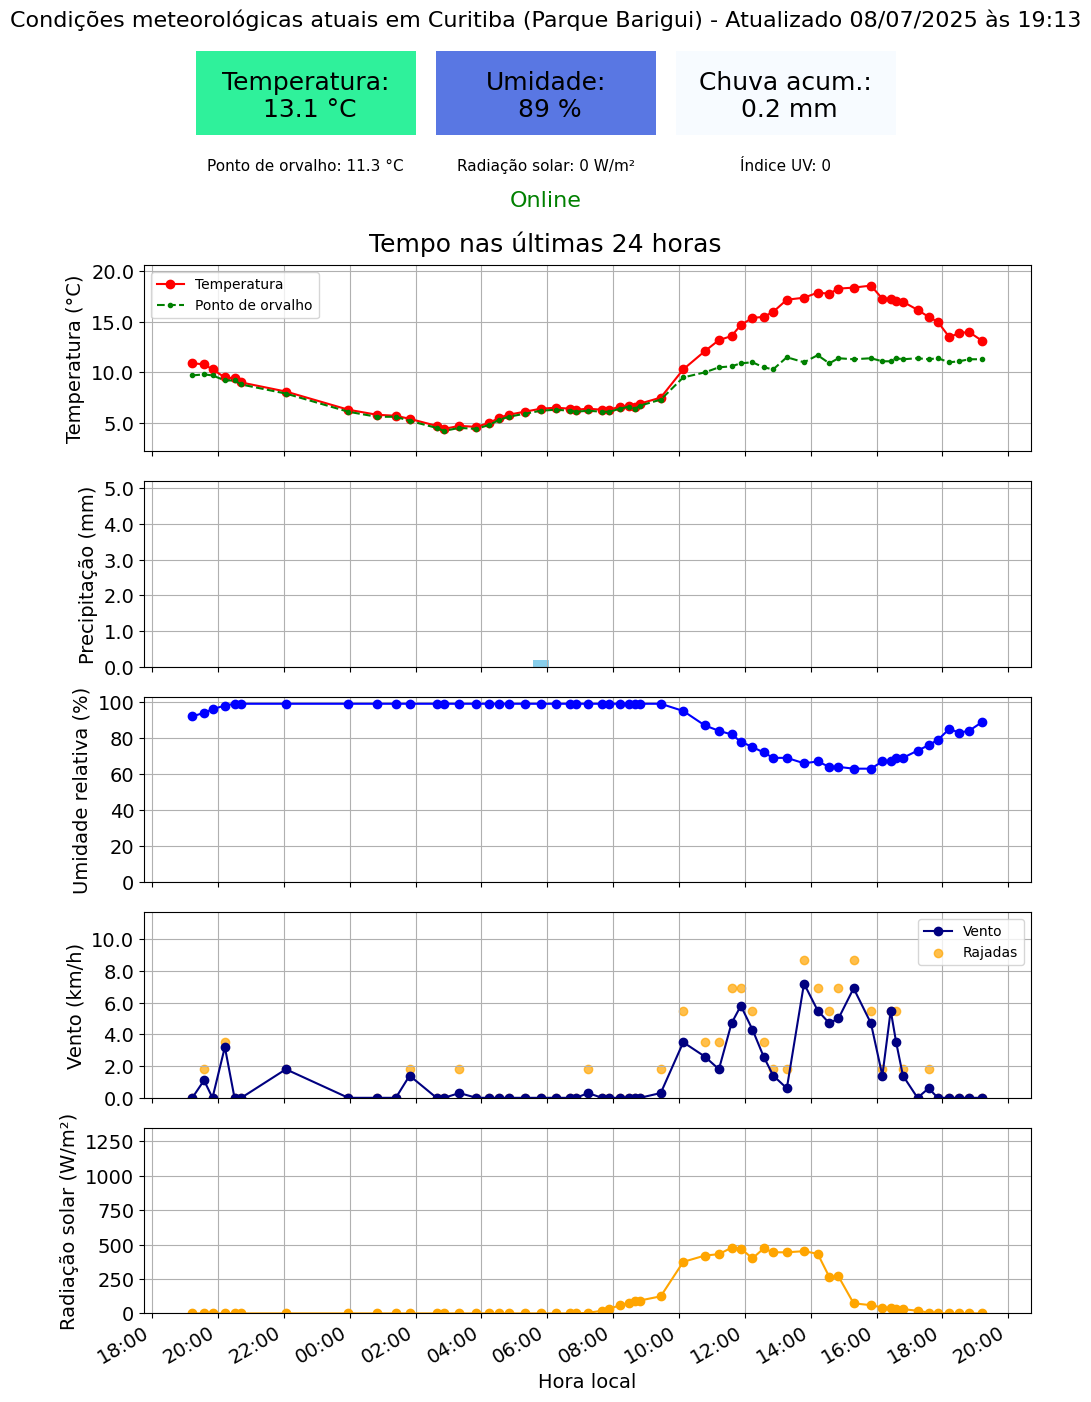 Condições meteorológicas atuais em Curitiba (Parque Barigui) - Atualizado 08/07/2025 às 19:13
Temperatura:
13.1 °C
Umidade:
89 %
Chuva acum.:
0.2 mm
Ponto de orvalho: 11.3 °C
Radiação solar: 0 W/m²
Índice UV: 0
Online
Tempo nas últimas 24 horas
Temperatura (°C)
20.0
15.0
10.0
5.0
Temperatura
Ponto de orvalho
Precipitação (mm)
5.0
4.0
3.0
2.0
1.0
0.0
Umidade relativa (%)
100
80
60
40
20
0
Vento (km/h)
10.0
8.0
6.0
4.0
2.0
0.0
Vento
Rajadas
Radiação solar (W/m²)
1250
1000
750
500
250
0
18:00
20:00
22:00
00:00
02:00
04:00
06:00
08:00
10:00
12:00
14:00
16:00
18:00
20:00
Hora local